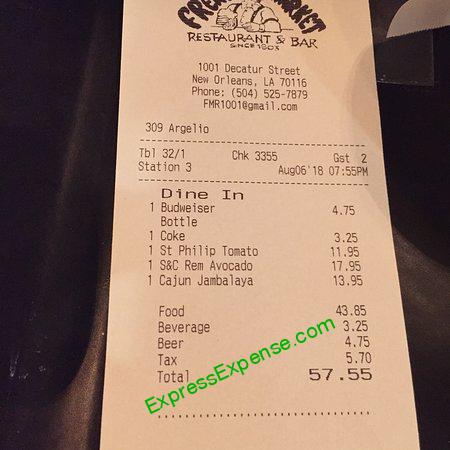 RESTAURANT & BAR
SINCE 1803
1001 Decatur Street
New Orleans, LA 70116
Phone: (504) 525-7879
FMR1001@gmail.com
309 Argelio
Tbl 32/1 Chk 3355 Gst 2
Station 3 Aug06'18 07:55PM
Dine In
1 Budweiser 4.75
Bottle
1 Coke 3.25
1 St Philip Tomato 11.95
1 S&C Rem Avocado 17.95
1 Cajun Jambalaya 13.95
Food 43.85
Beverage 3.25
Beer 4.75
Tax 5.70
Total 57.55
ExpressExpense.com